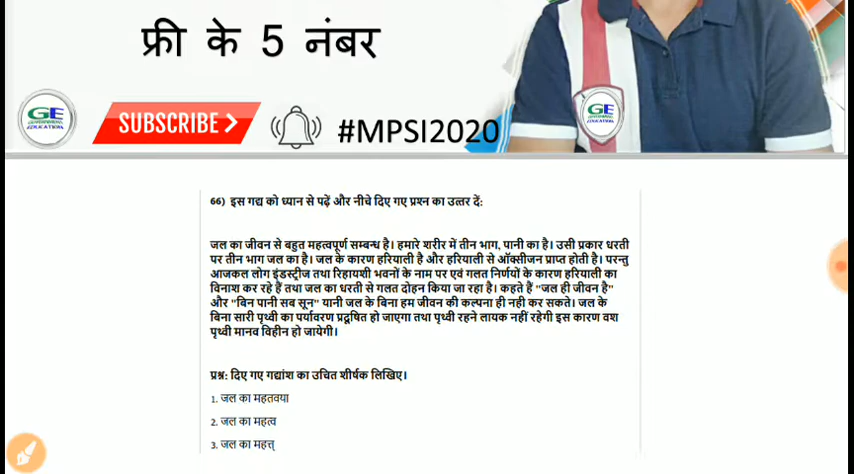 फ्री के 5 नंबर
GE
GOVERNMENT
EDUCATION
SUBSCRIBE
#MPSI2020
GE
GOVERNMENT
EDUCATION
66) इस गद्य को ध्यान से पढ़ें और नीचे दिए गए प्रश्न का उत्तर दें:
जल का जीवन से बहुत महत्वपूर्ण सम्बन्ध है। हमारे शरीर में तीन भाग, पानी का है। उसी प्रकार धरती
पर तीन भाग जल का है। जल के कारण हरियाली है और हरियाली से ऑक्सीजन प्राप्त होती है। परन्तु
आजकल लोग इंडस्ट्रीज तथा रिहायशी भवनों के नाम पर एवं गलत निर्णयों के कारण हरियाली का
विनाश कर रहे हैं तथा जल का धरती से गलत दोहन किया जा रहा है। कहते हैं "जल ही जीवन है"
और "बिन पानी सब सून" यानी जल के बिना हम जीवन की कल्पना ही नही कर सकते। जल के
बिना सारी पृथ्वी का पर्यावरण प्रदूषित हो जाएगा तथा पृथ्वी रहने लायक नहीं रहेगी इस कारण वश
पृथ्वी मानव विहीन हो जायेगी।
प्रश्न: दिए गए गद्यांश का उचित शीर्षक लिखिए।
1. जल का महतवया
2. जल का महत्व
3. जल का महत्त्